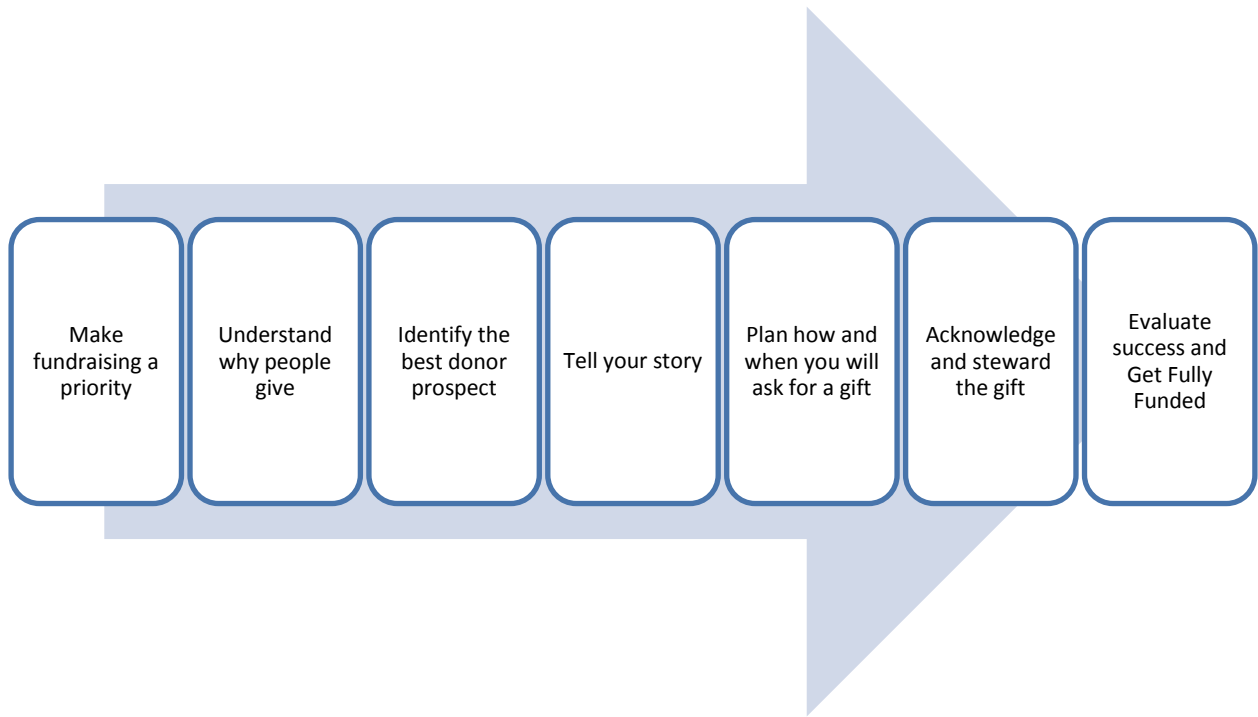 Make
fundraising a
priority
Understand
why people
give
Identify the
best donor
prospect
Tell your story
Plan how and
when you will
ask for a gift
Acknowledge
and steward
the gift
Evaluate
success and
Get Fully
Funded